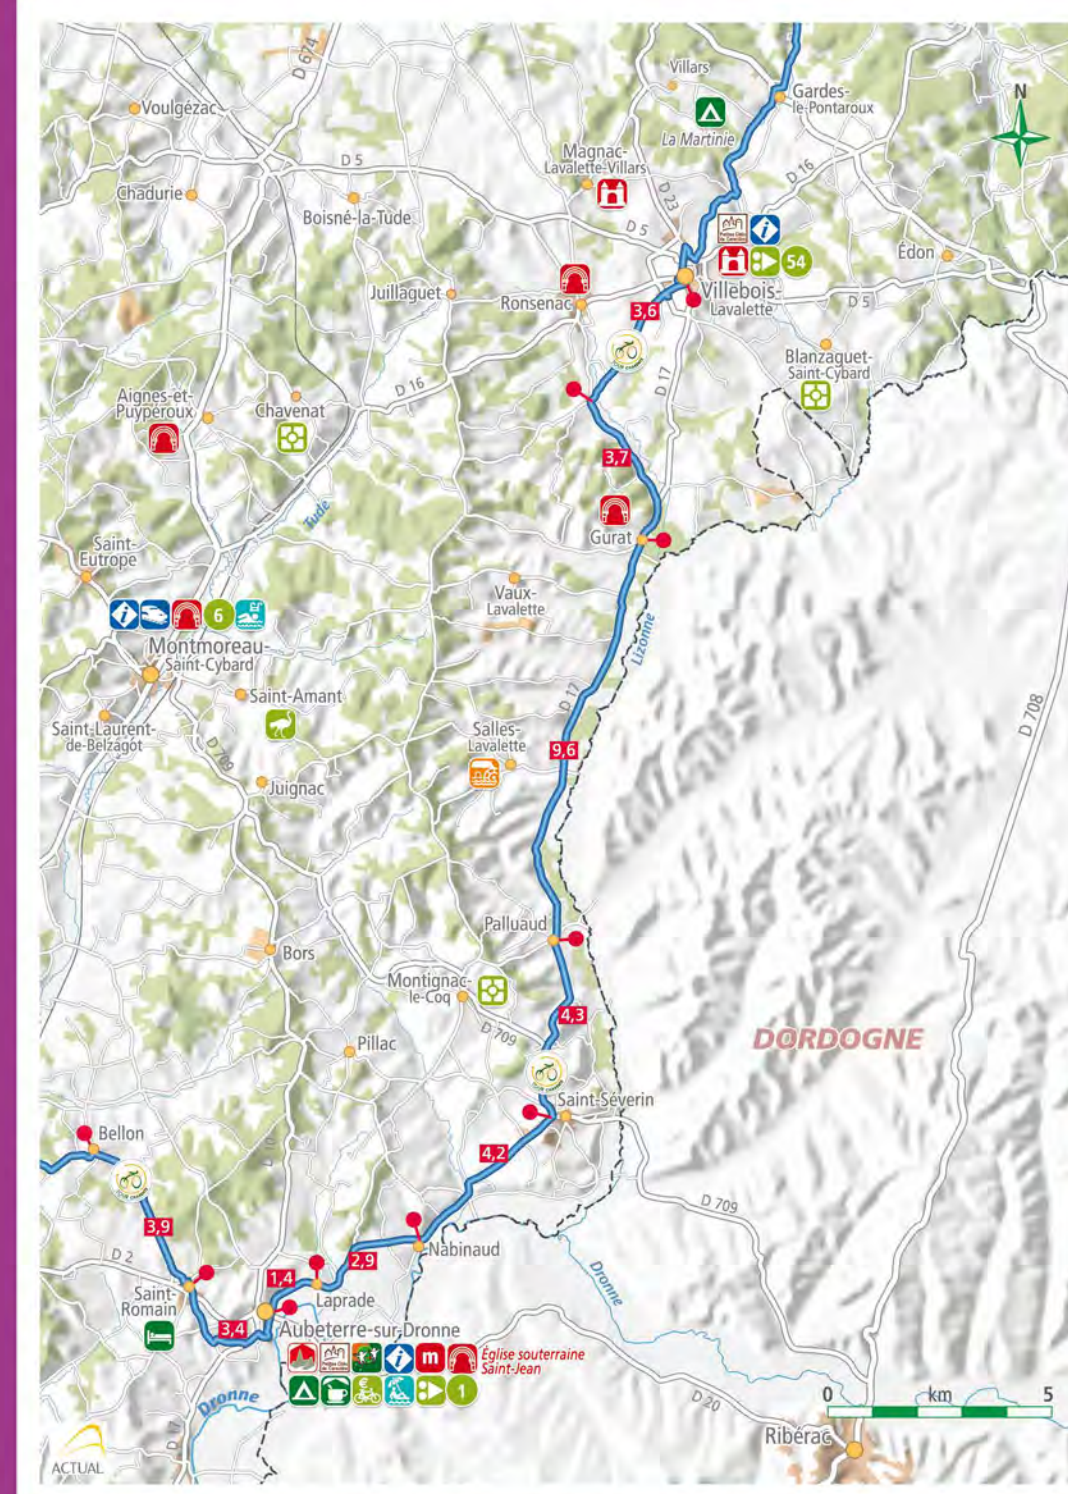 D 674
Villars
Voulgézac
Gardes-
le-Pontaroux
N
La Martinie
D 5
Magnac-
Lavalette-Villars
D 16
Chadurie
D 23
Boisné-la-Tude
D 5
i
Édon
54
Juillaguet
Ronsenac
Villebois-
Lavalette
D 5
3,6
Blanzaguet-
Saint-Cybard
D 17
D 16
Aignes-et-
Puypéroux
Chavenat
3,7
Tude
Gurat
Saint-
Eutrope
Vaux-
Lavalette
i
6
Lizonne
Montmoreau-
Saint-Cybard
Saint-Amant
D 17
D 708
Saint-Laurent-
de-Belzagot
Salles-
Lavalette
D 709
9,6
Juignac
Palluaud
Bors
Montignac-
le-Coq
4,3
D 709
DORDOGNE
Pillac
Saint-Séverin
Bellon
D 10
4,2
D 709
3,9
Nabinaud
D 2
2,9
1,4
Dronne
Saint-
Romain
Laprade
3,4
Aubeterre-sur-Dronne
i
m
Église souterraine
Saint-Jean
1
Dronne
D 20
0
km
5
D 17
Ribérac
ACTUAL